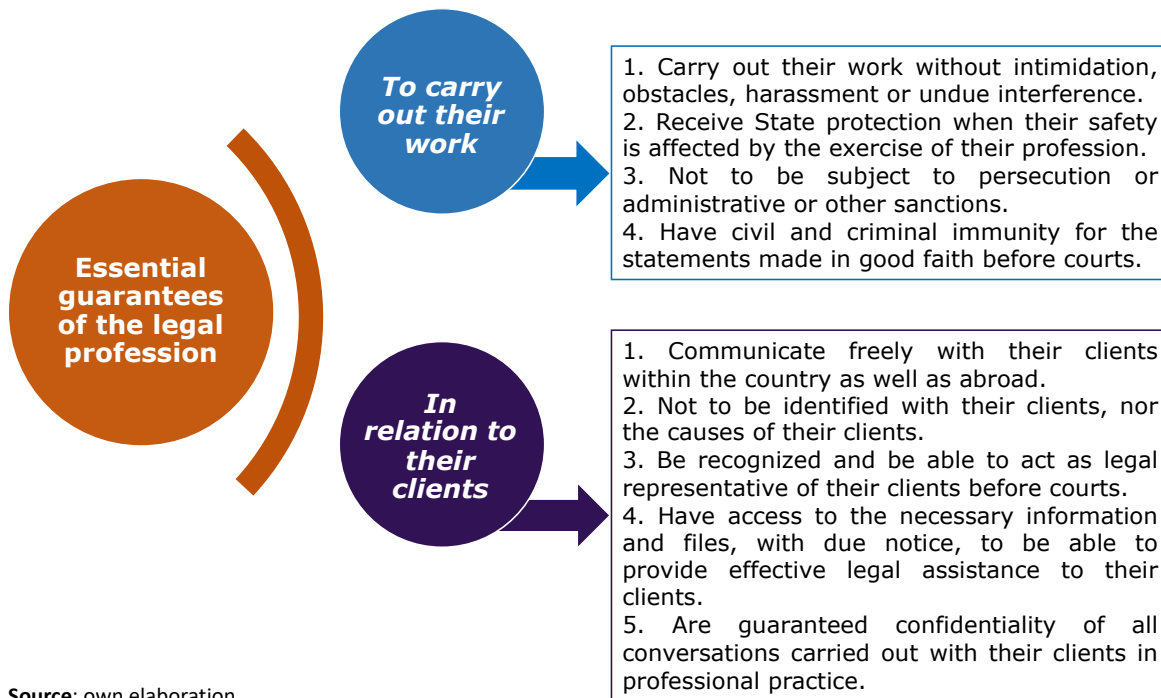 Essential
guarantees
of the legal
profession
To carry
out their
work
1. Carry out their work without intimidation,
obstacles, harassment or undue interference.
2. Receive State protection when their safety
is affected by the exercise of their profession.
3. Not to be subject to persecution or
administrative or other sanctions.
4. Have civil and criminal immunity for the
statements made in good faith before courts.
In
relation to
their
clients
1. Communicate freely with their clients
within the country as well as abroad.
2. Not to be identified with their clients, nor
the causes of their clients.
3. Be recognized and be able to act as legal
representative of their clients before courts.
4. Have access to the necessary information
and files, with due notice, to be able to
provide effective legal assistance to their
clients.
5. Are guaranteed confidentiality of all
conversations carried out with their clients in
professional practice.
Source: own elaboration